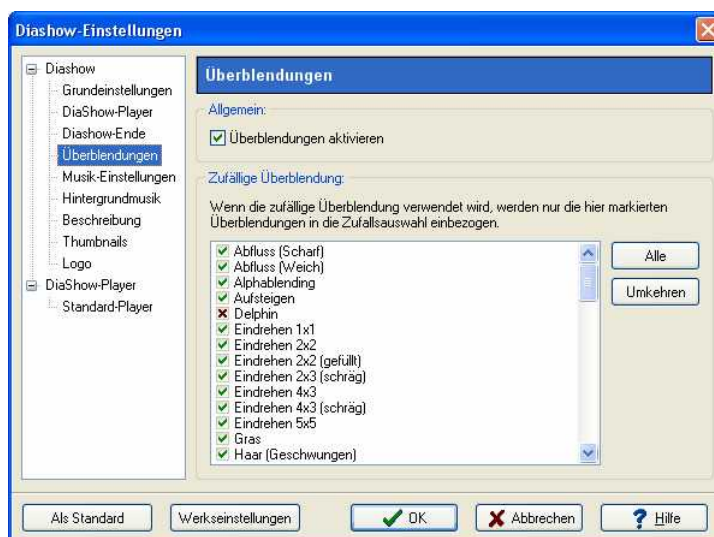 Diashow-Einstellungen
Diashow
Grundeinstellungen
DiaShow-Player
Diashow-Ende
Überblendungen
Musik-Einstellungen
Hintergrundmusik
Beschreibung
Thumbnails
Logo
DiaShow-Player
Standard-Player
Überblendungen
Allgemein:
Überblendungen aktivieren
Zufällige Überblendung:
Wenn die zufällige Überblendung verwendet wird, werden nur die hier markierten
Überblendungen in die Zufallsauswahl einbezogen.
Abfluss (Scharf)
Abfluss (Weich)
Alphablending
Aufsteigen
Delphin
Eindrehen 1x1
Eindrehen 2x2
Eindrehen 2x2 (gefüllt)
Eindrehen 2x3 (schräg)
Eindrehen 4x3
Eindrehen 4x3 (schräg)
Eindrehen 5x5
Gras
Haar (Geschwungen)
Alle
Umkehren
Als Standard
Werkseinstellungen
OK
Abbrechen
Hilfe